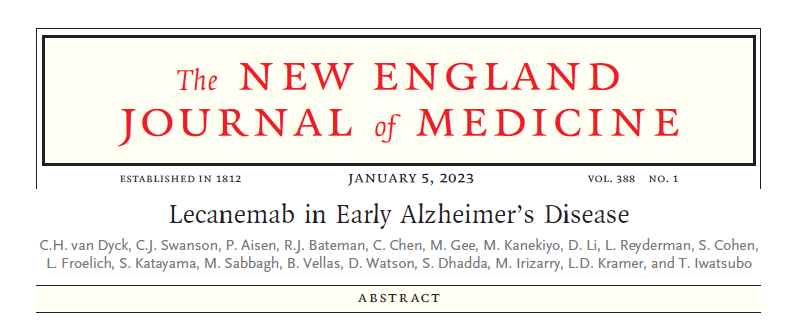 The NEW ENGLAND
JOURNAL of MEDICINE
ESTABLISHED IN 1812 JANUARY 5, 2023 VOL. 388 NO. 1
Lecanemab in Early Alzheimer’s Disease
C.H. van Dyck, C.J. Swanson, P. Aisen, R.J. Bateman, C. Chen, M. Gee, M. Kanekiyo, D. Li, L. Reyderman, S. Cohen,
L. Froelich, S. Katayama, M. Sabbagh, B. Vellas, D. Watson, S. Dhadda, M. Irizarry, L.D. Kramer, and T. Iwatsubo
ABSTRACT